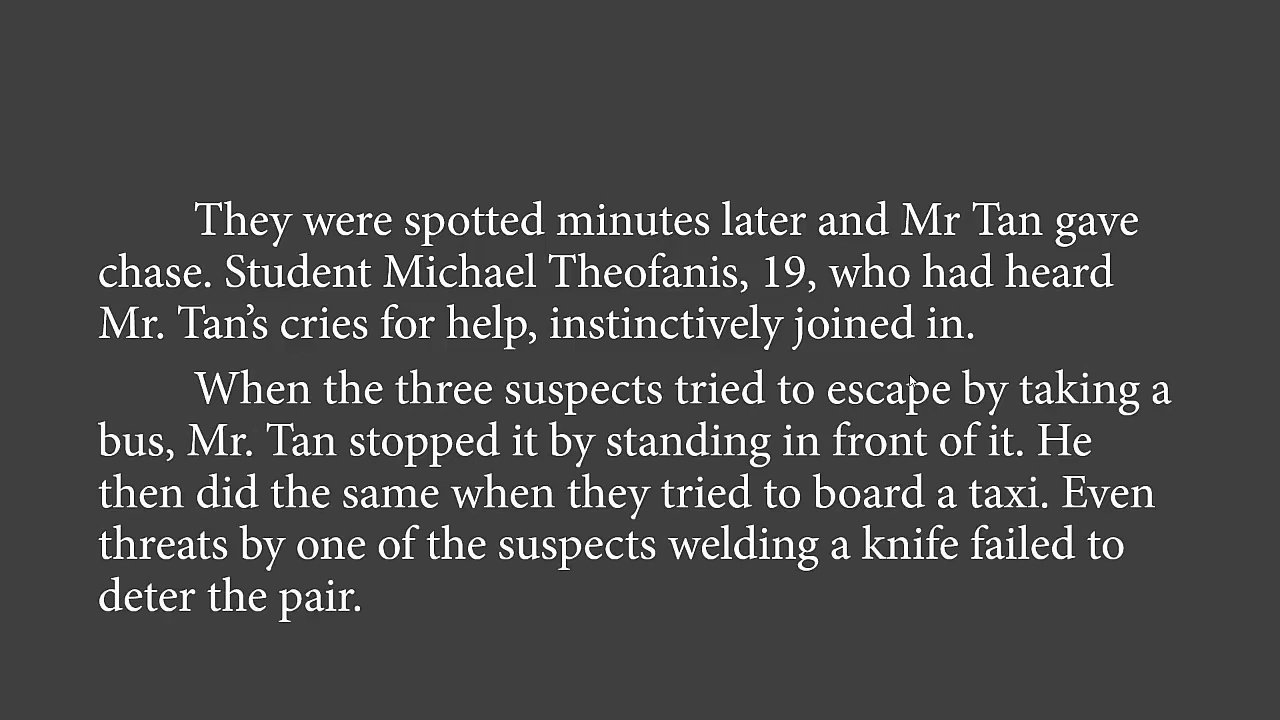 They were spotted minutes later and Mr Tan gave
chase. Student Michael Theofanis, 19, who had heard
Mr. Tan’s cries for help, instinctively joined in.
When the three suspects tried to escape by taking a
bus, Mr. Tan stopped it by standing in front of it. He
then did the same when they tried to board a taxi. Even
threats by one of the suspects welding a knife failed to
deter the pair.